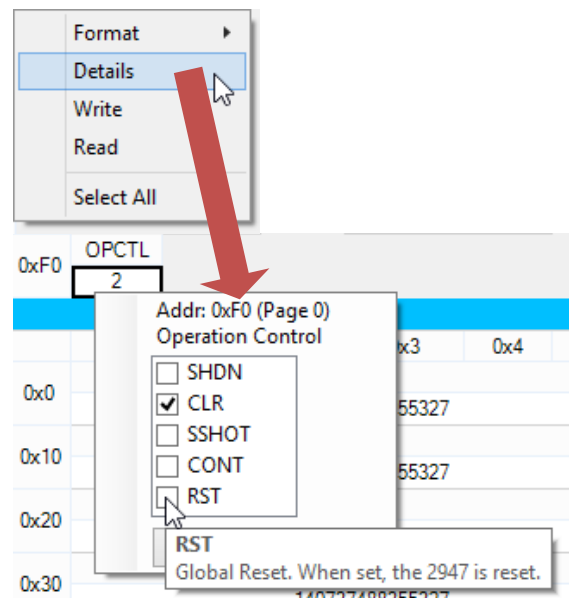 Format
Details
Write
Read
Select All
OPCTL
0xF0
2
Addr: 0xF0 (Page 0)
Operation Control
x3 0x4
SHDN
0x0
CLR
55327
SSHOT
0x10
CONT
55327
RST
0x20
RST
Global Reset. When set, the 2947 is reset.
0x30